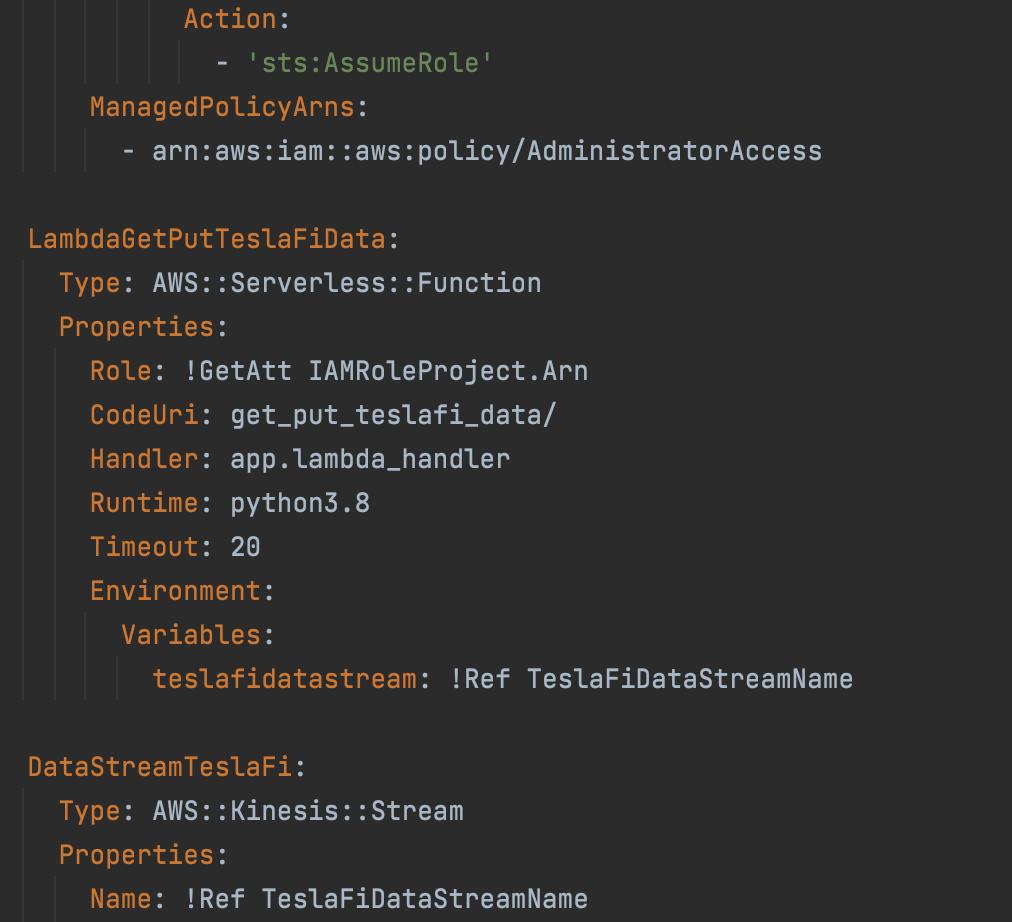 Action:
- 'sts:AssumeRole'
ManagedPolicyArns:
- arn:aws:iam::aws:policy/AdministratorAccess
LambdaGetPutTeslaFiData:
Type: AWS::Serverless::Function
Properties:
Role: !GetAtt IAMRoleProject.Arn
CodeUri: get_put_teslafi_data/
Handler: app.lambda_handler
Runtime: python3.8
Timeout: 20
Environment:
Variables:
teslafidatastream: !Ref TeslaFiDataStreamName
DataStreamTeslaFi:
Type: AWS::Kinesis::Stream
Properties:
Name: !Ref TeslaFiDataStreamName